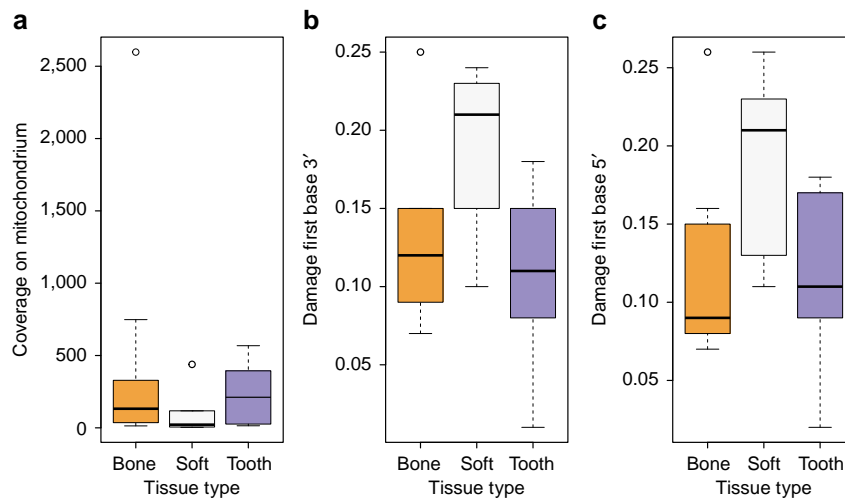 a
Coverage on mitochondrium
2,500
2,000
1,500
1,000
500
0
Bone Soft Tooth
Tissue type
b
Damage first base 3′
0.25
0.20
0.15
0.10
0.05
Bone Soft Tooth
Tissue type
c
Damage first base 5′
0.25
0.20
0.15
0.10
0.05
Bone Soft Tooth
Tissue type